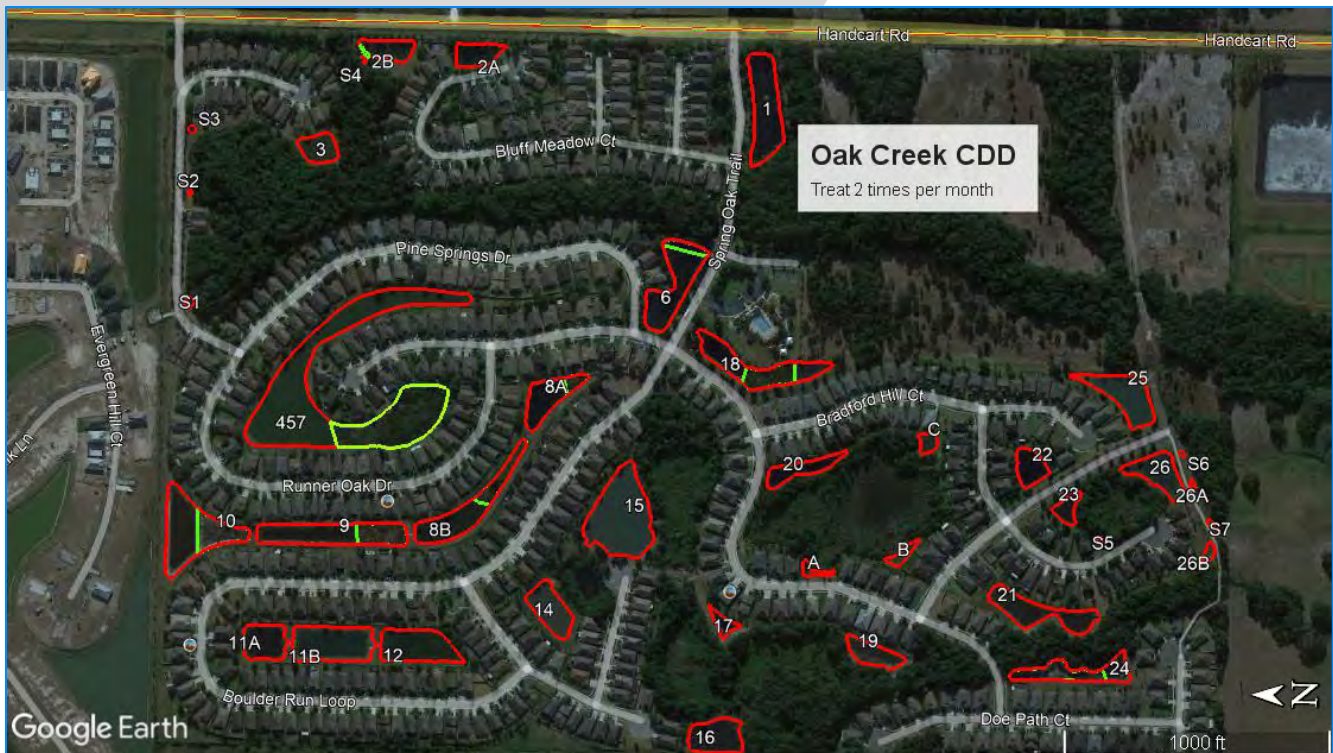 Handcart Rd
Handcart Rd
S4
2B
2A
1
S3
3
Bluff Meadow Ct
Oak Creek CDD
Treat 2 times per month
S2
Spring Oak Trail
Pine Springs Dr
6
S1
Evergreen Hill Ct
18
8A
25
457
Bradford Hill Ct
C
k Ln
20
22
26
S6
Runner Oak Dr
26A
23
15
10
9
8B
S7
S5
B
26B
A
14
21
17
11A
11B
12
19
24
Boulder Run Loop
N
Doe Path Ct
Google Earth
16
1000 ft